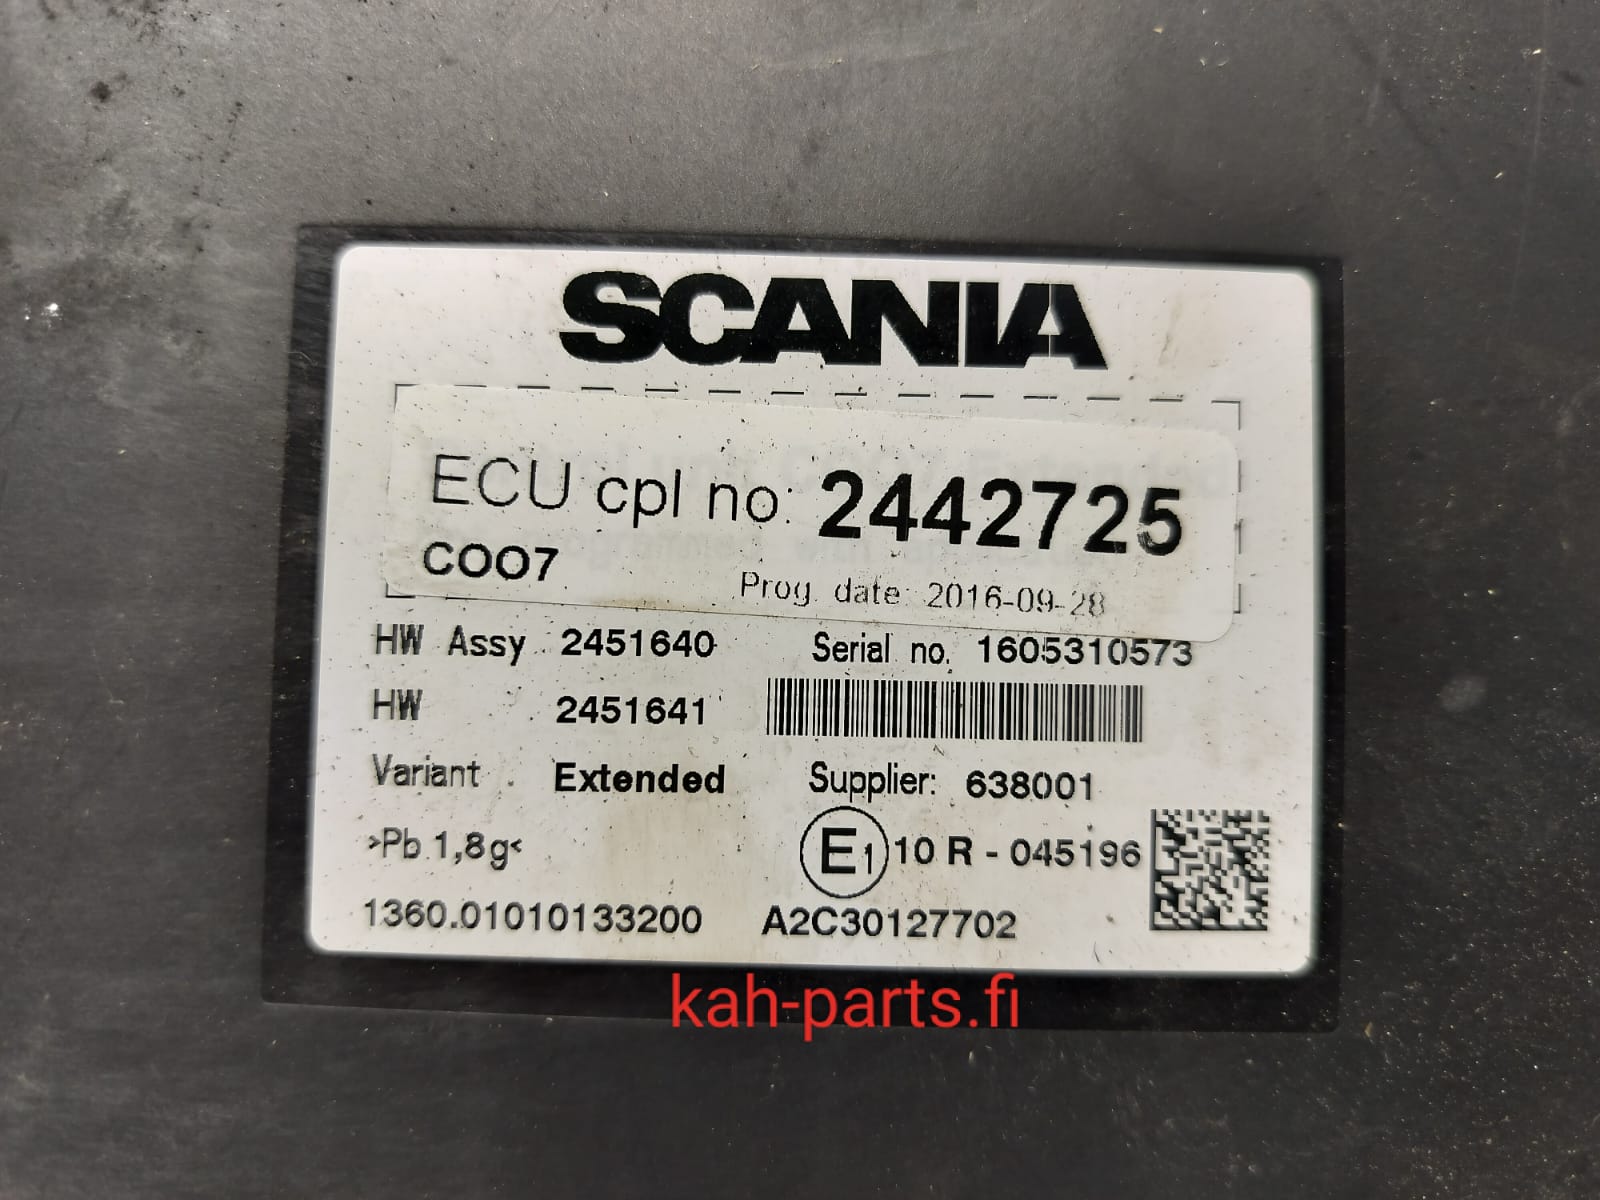 SCANIA
ECU cpl no: 2442725
COO7
Prog. date: 2016-09-28
HW Assy 2451640 Serial no. 1605310573
HW 2451641
Variant Extended Supplier: 638001
>Pb 1,8g< E1 10 R - 045196
1360.01010133200 A2C30127702
kah-parts.fi